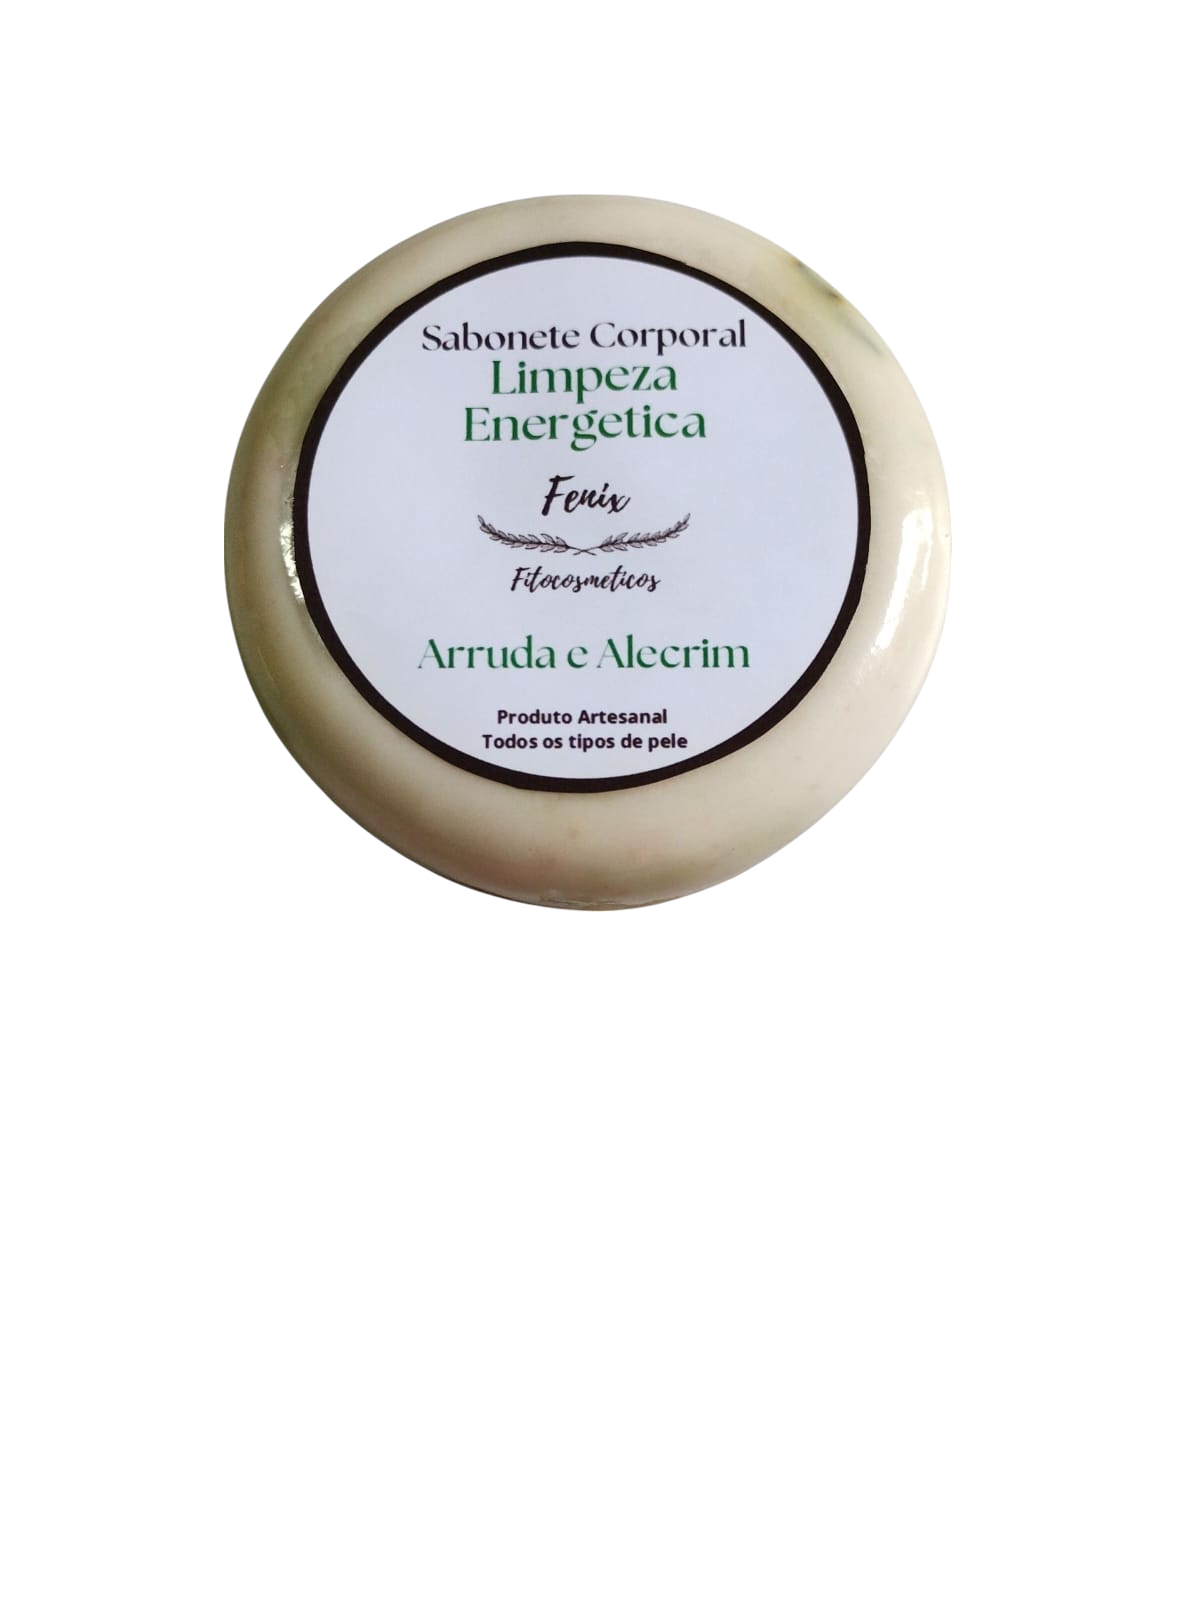 Sabonete Corporal
Limpeza
Energetica
Fenix
Fitocosmeticos
Arruda e Alecrim
Produto Artesanal
Todos os tipos de pele